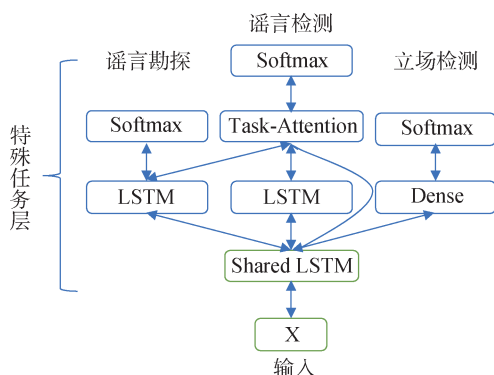 谣言检测
谣言勘探
Softmax
立场检测
Softmax
Task-Attention
Softmax
特殊任务层
LSTM
LSTM
Dense
Shared LSTM
X
输入